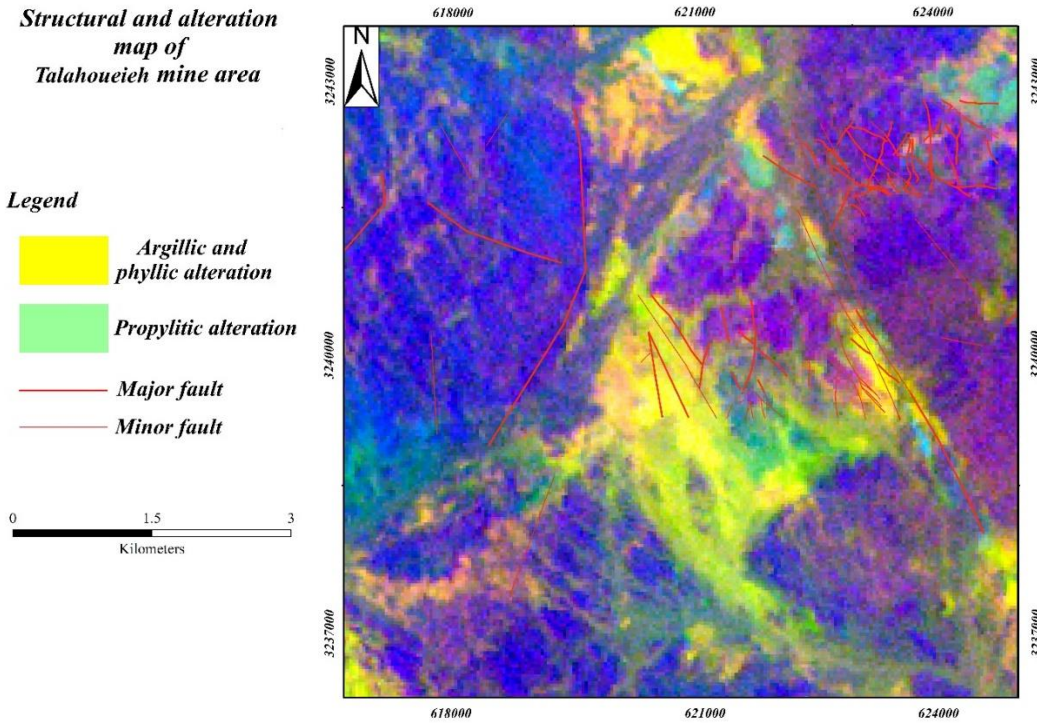 Structural and alteration
map of
Talahoueieh mine area
Legend
Argillic and
phyllic alteration
Propylitic alteration
Major fault
Minor fault
0 1.5 3
Kilometers
618000 621000 624000
N
3243000 3243000
3240000 3240000
3237000 3237000
618000 621000 624000